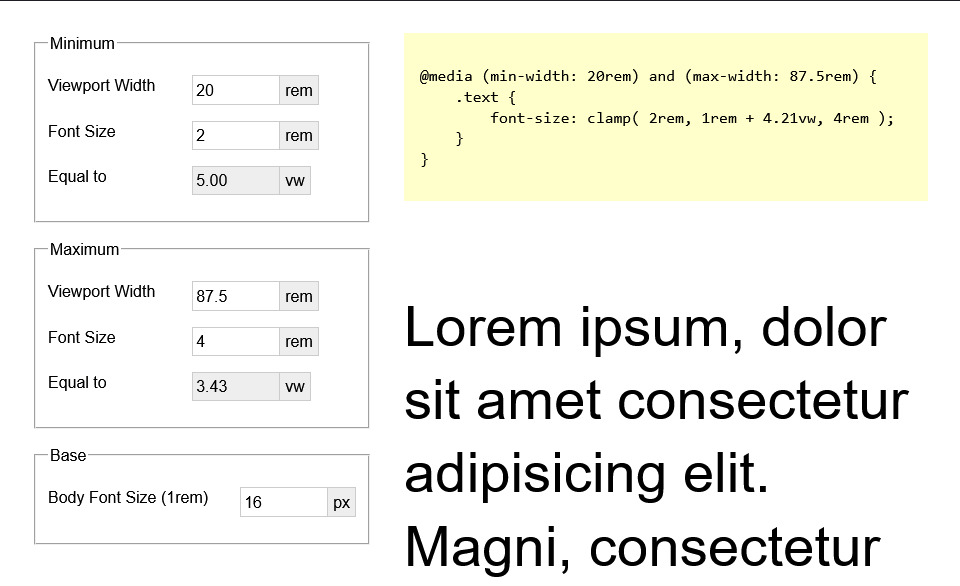 Minimum
Viewport Width 20 rem
Font Size 2 rem
Equal to 5.00 vw
Maximum
Viewport Width 87.5 rem
Font Size 4 rem
Equal to 3.43 vw
Base
Body Font Size (1rem) 16 px
@media (min-width: 20rem) and (max-width: 87.5rem) {
    .text {
        font-size: clamp( 2rem, 1rem + 4.21vw, 4rem );
    }
}
Lorem ipsum, dolor
sit amet consectetur
adipisicing elit.
Magni, consectetur